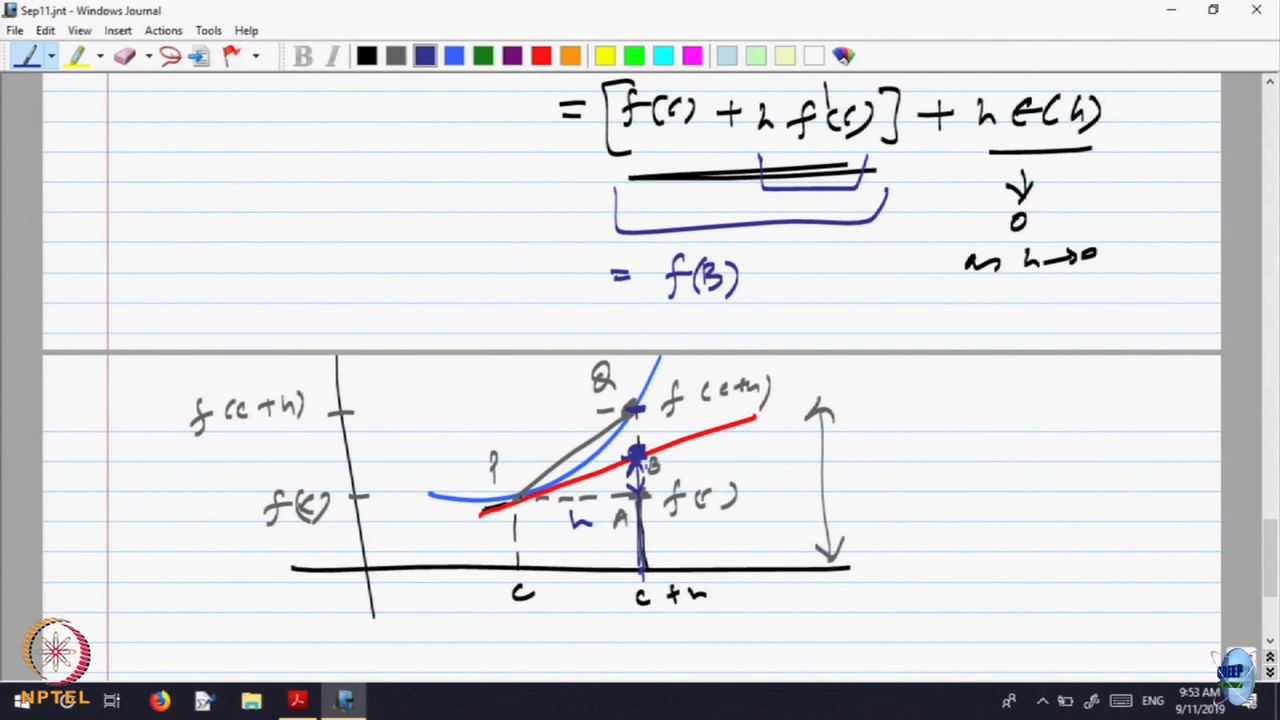 Sep11.jnt - Windows Journal
File Edit View Insert Actions Tools Help
B I
= [f(c) + h f'(c)] + h ∈(h)
↓
0
as h→0
= f(B)
Q
f(c+h) f(c+h)
P B
f(c) h A f(c)
c c+h
NPTEL
CDEEP
ENG
9:53 AM
9/11/2019